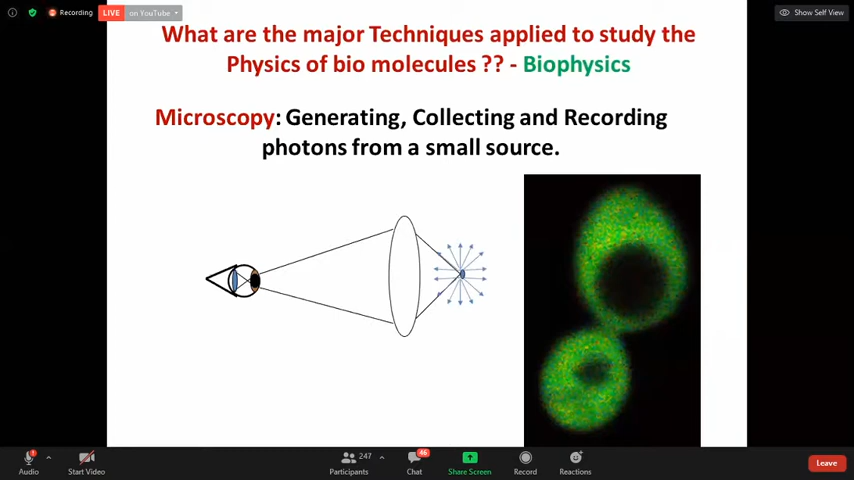 Recording
LIVE on YouTube
Show Self View
What are the major Techniques applied to study the
Physics of bio molecules ?? - Biophysics
Microscopy: Generating, Collecting and Recording
photons from a small source.
Audio
Start Video
247
Participants
46
Chat
Share Screen
Record
Reactions
Leave